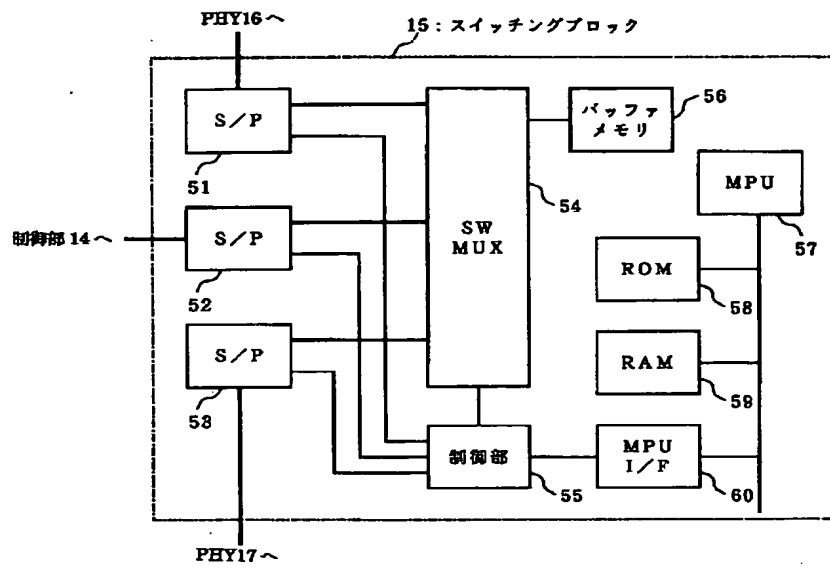 PHY16へ
15:スイッチングブロック
S/P
51
制御部14へ
S/P
52
S/P
53
PHY17へ
SW
MUX
54
バッファ
メモリ
56
MPU
57
ROM
58
RAM
59
制御部
55
MPU
I/F
60